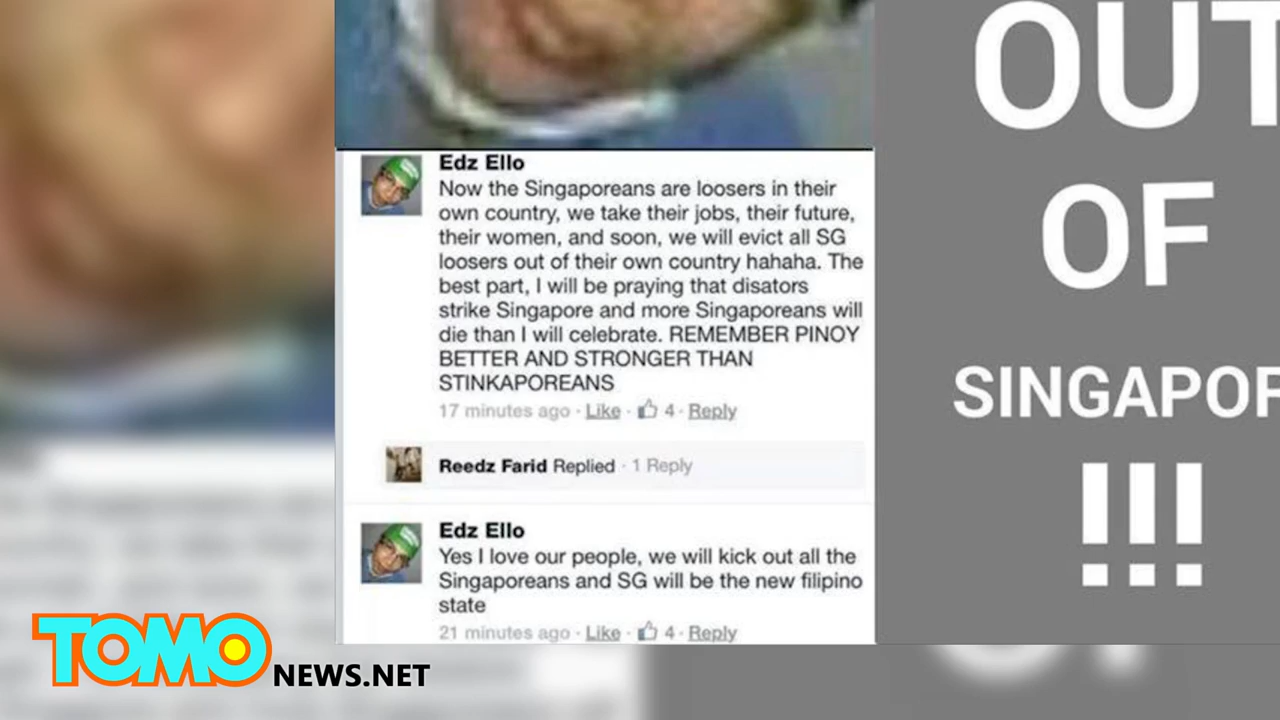 Edz Ello
Now the Singaporeans are loosers in their
own country, we take their jobs, their future,
their women, and soon, we will evict all SG
loosers out of their own country hahaha. The
best part, I will be praying that disators
strike Singapore and more Singaporeans will
die than I will celebrate. REMEMBER PINOY
BETTER AND STRONGER THAN
STINKAPOREANS
17 minutes ago · Like · 4 · Reply
Reedz Farid Replied · 1 Reply
Edz Ello
Yes I love our people, we will kick out all the
Singaporeans and SG will be the new filipino
state
21 minutes ago · Like · 4 · Reply
OUT
OF
SINGAPOR
!!!
TOMO
NEWS.NET